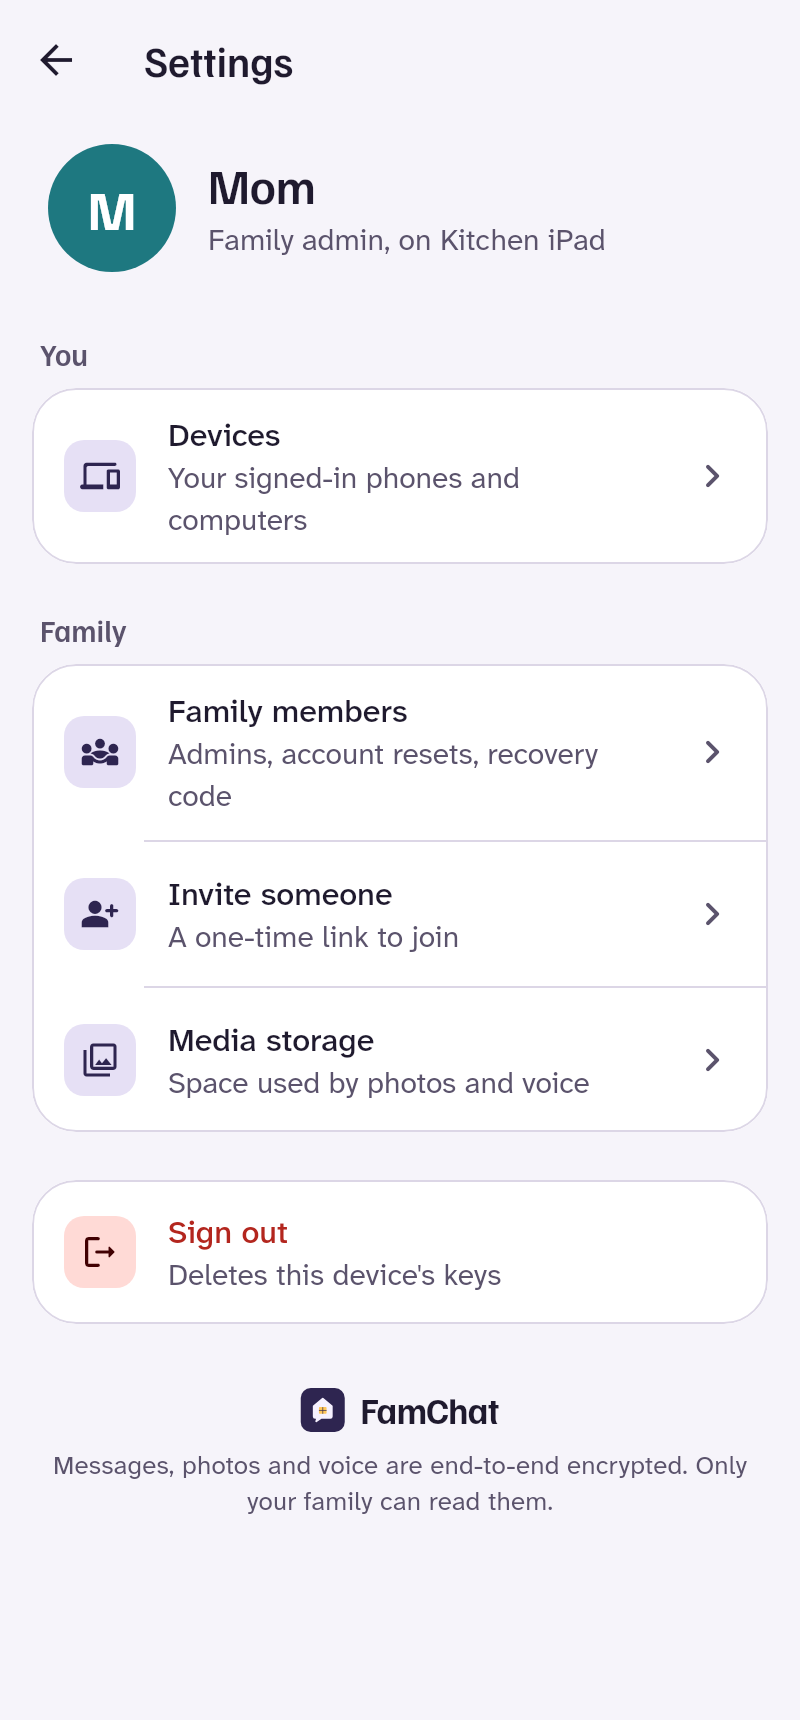 Settings
M
Mom
Family admin, on Kitchen iPad
You
Devices
Your signed-in phones and
computers
Family
Family members
Admins, account resets, recovery
code
Invite someone
A one-time link to join
Media storage
Space used by photos and voice
Sign out
Deletes this device's keys
FamChat
Messages, photos and voice are end-to-end encrypted. Only
your family can read them.